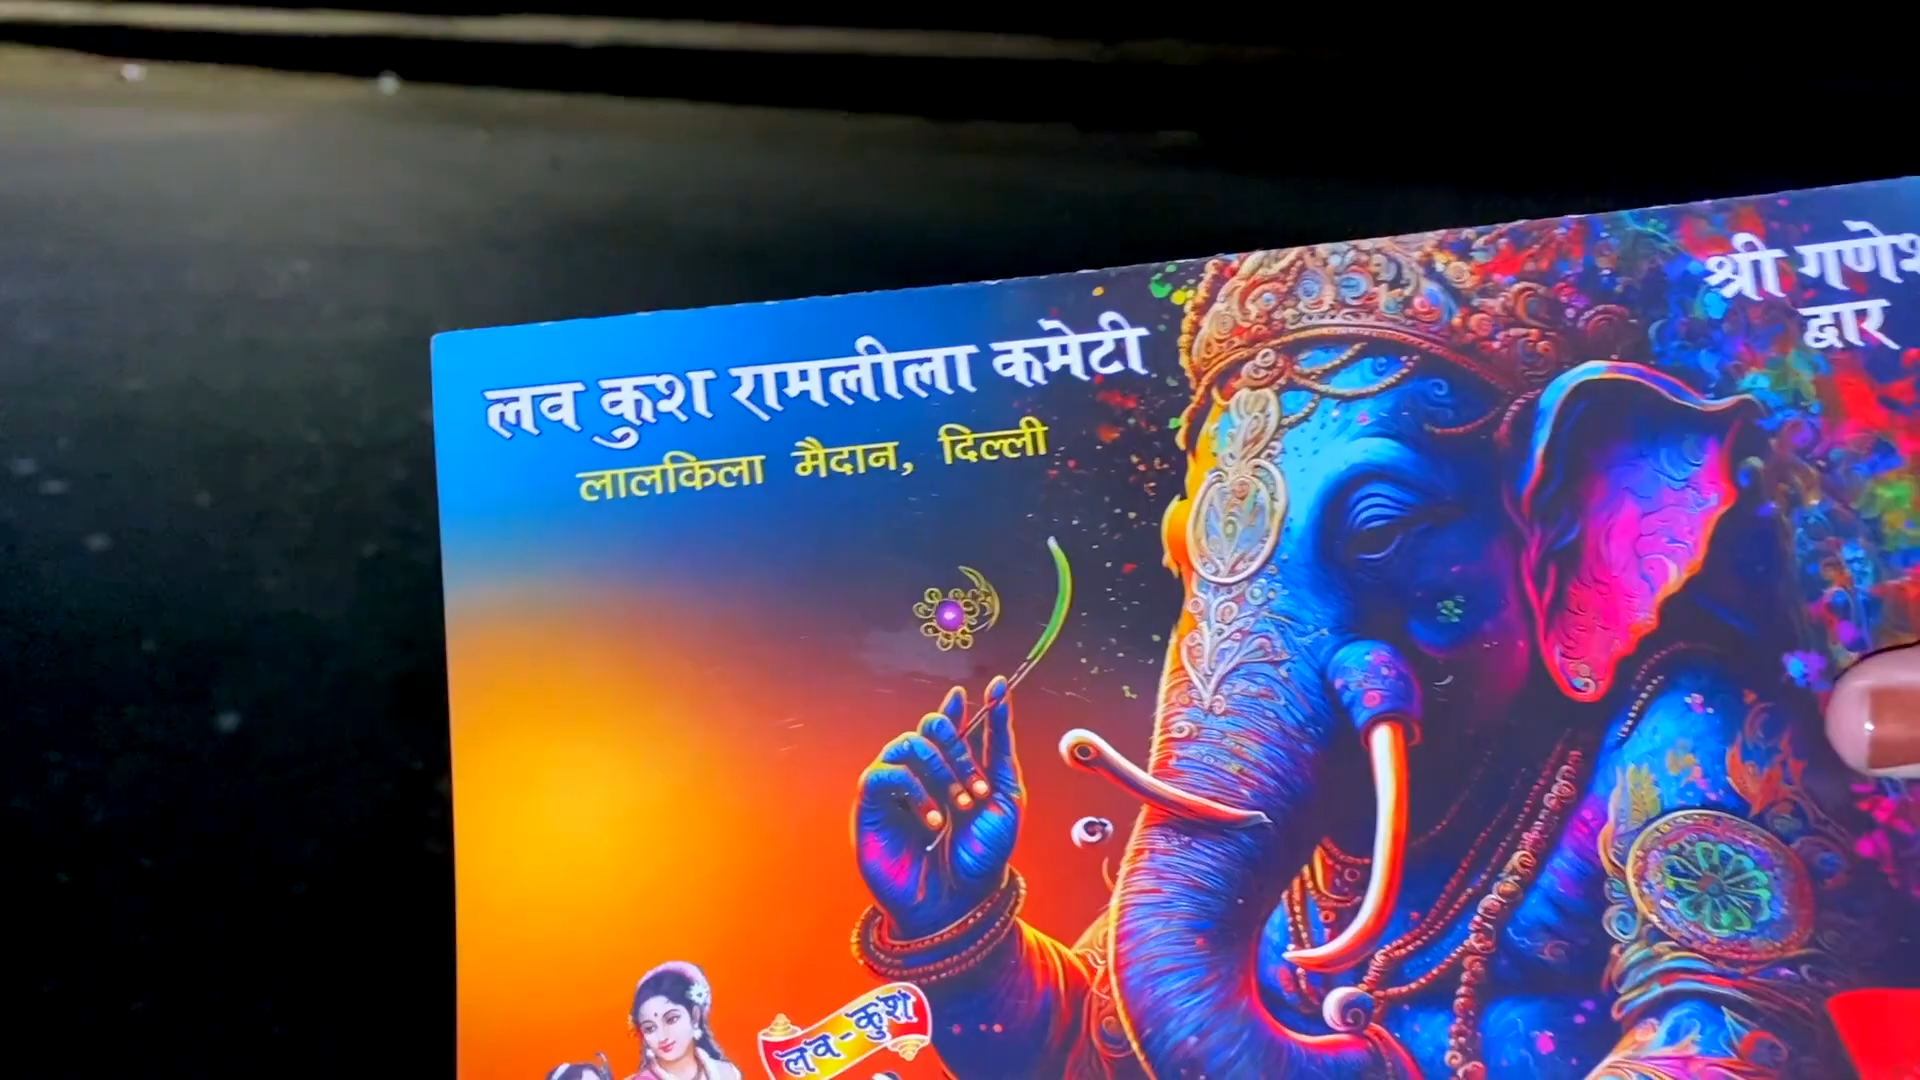 लव कुश रामलीला कमेटी
लालकिला मैदान, दिल्ली
श्री
द्वार
लव-कुश